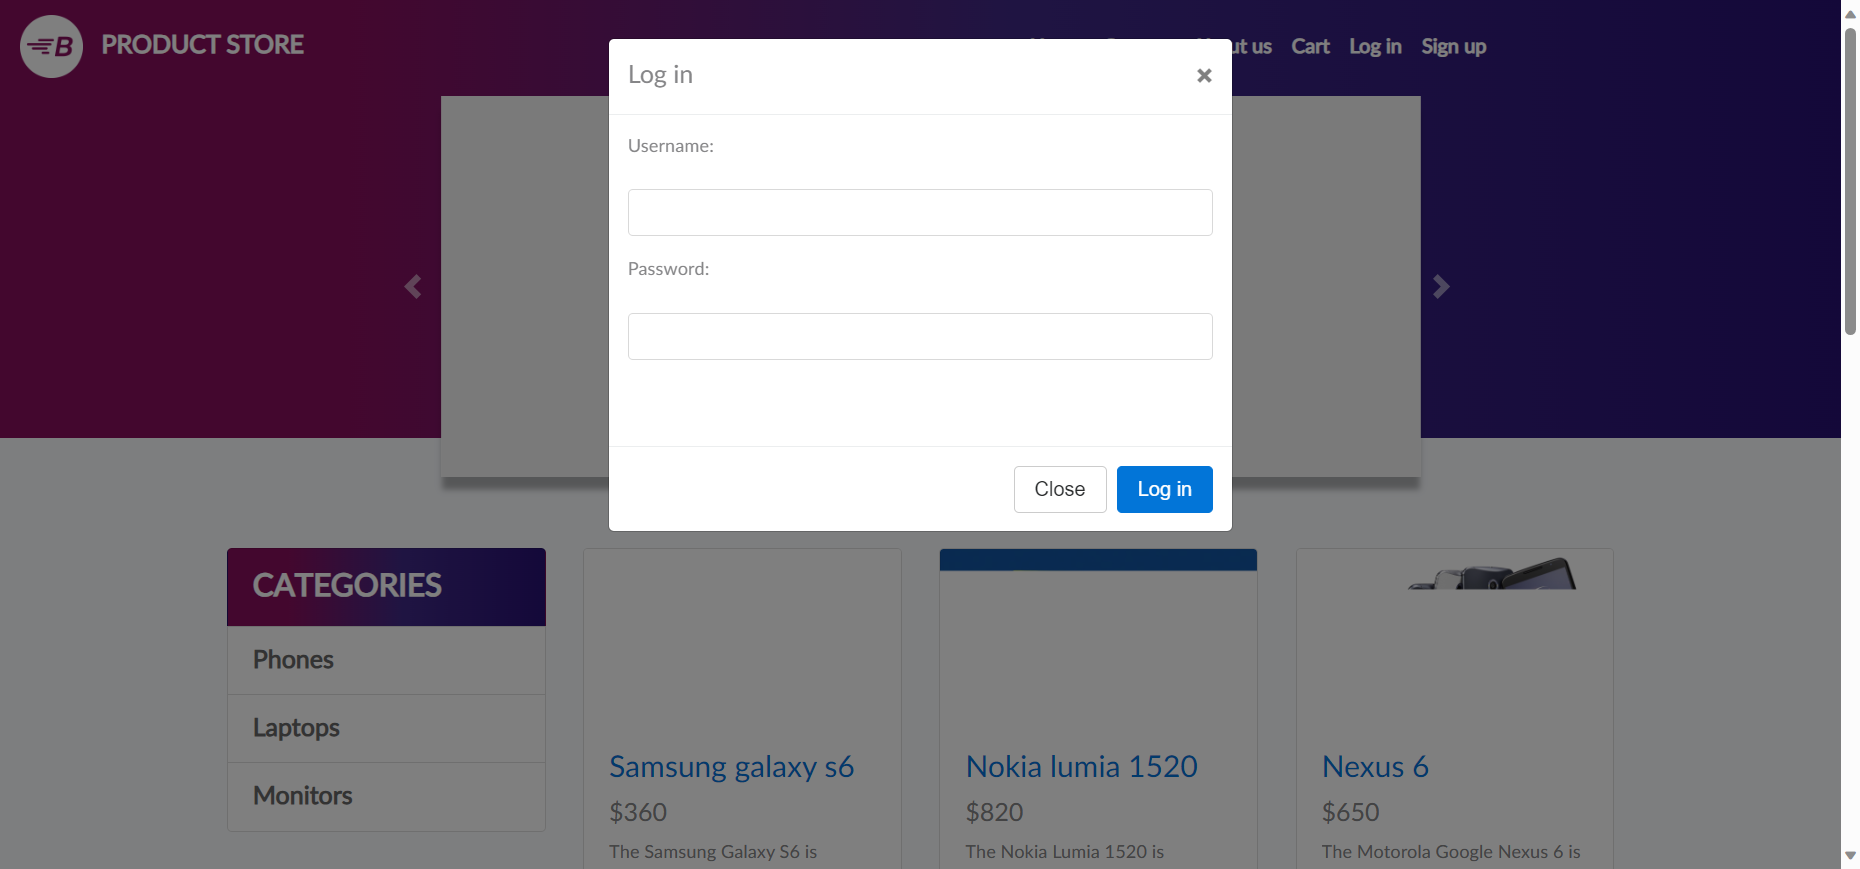 B PRODUCT STORE
ut us Cart Log in Sign up
Log in ×
Username:
Password:
Close Log in
CATEGORIES
Phones
Laptops
Monitors
Samsung galaxy s6
$360
The Samsung Galaxy S6 is
Nokia lumia 1520
$820
The Nokia Lumia 1520 is
Nexus 6
$650
The Motorola Google Nexus 6 is